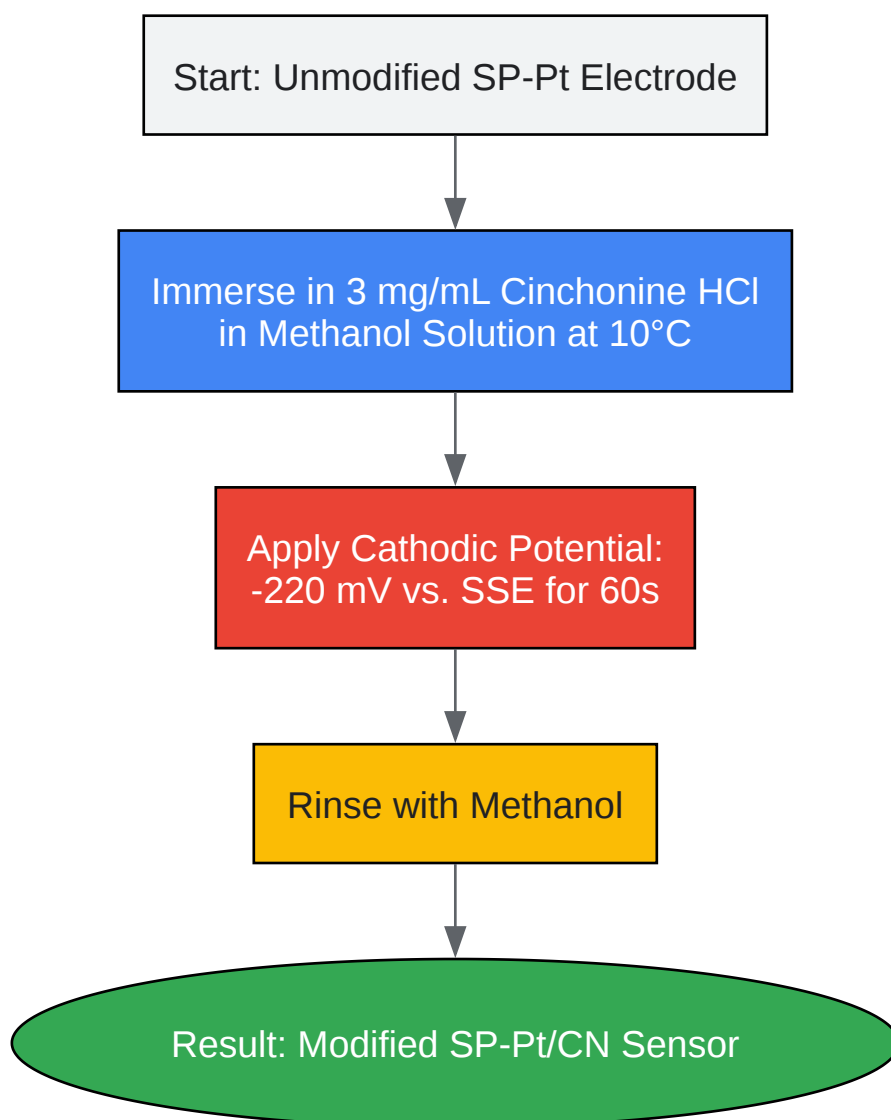 Start: Unmodified SP-Pt Electrode
Immerse in 3 mg/mL Cinchonine HCl
in Methanol Solution at 10°C
Apply Cathodic Potential:
-220 mV vs. SSE for 60s
Rinse with Methanol
Result: Modified SP-Pt/CN Sensor